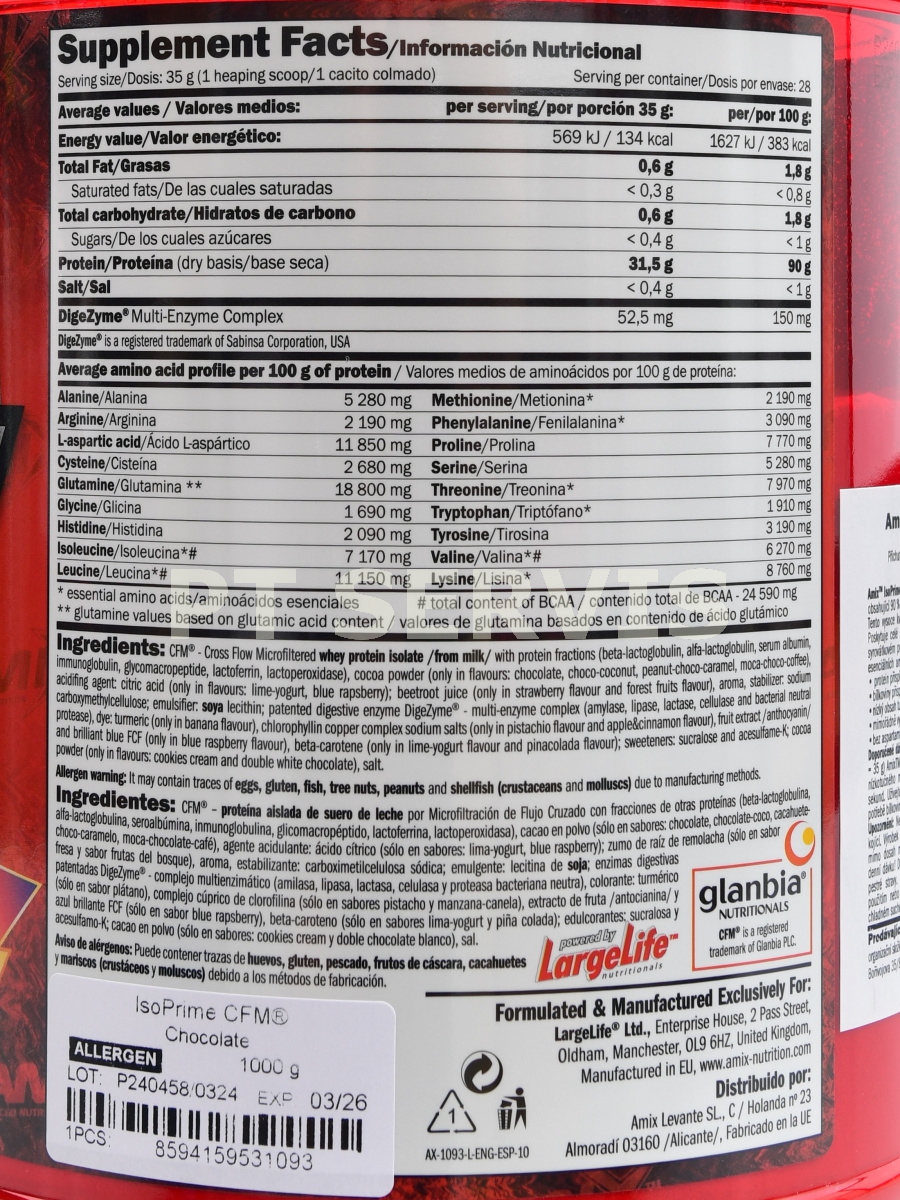 Supplement Facts/Información Nutricional
Serving size/Dosis: 35 g (1 heaping scoop/1 cacito colmado) Serving per container/Dosis por envase: 28
Average values / Valores medios: per serving/por porción 35 g: per/por 100 g:
Energy value/Valor energético: 569 kJ / 134 kcal 1627 kJ / 383 kcal
Total Fat/Grasas 0,6 g 1,8 g
Saturated fats/De las cuales saturadas < 0,3 g < 0,8 g
Total carbohydrate/Hidratos de carbono 0,6 g 1,8 g
Sugars/De los cuales azúcares < 0,4 g < 1 g
Protein/Proteína (dry basis/base seca) 31,5 g 90 g
Salt/Sal < 0,4 g < 1 g
DigeZyme® Multi-Enzyme Complex 52,5 mg 150 mg
DigeZyme® is a registered trademark of Sabinsa Corporation, USA
Average amino acid profile per 100 g of protein / Valores medios de aminoácidos por 100 g de proteína:
Alanine/Alanina 5 280 mg Methionine/Metionina* 2 190 mg
Arginine/Arginina 2 190 mg Phenylalanine/Fenilalanina* 3 090 mg
L-aspartic acid/Ácido L-aspártico 11 850 mg Proline/Prolina 7 770 mg
Cysteine/Cisteína 2 680 mg Serine/Serina 5 280 mg
Glutamine/Glutamina ** 18 800 mg Threonine/Treonina* 7 970 mg
Glycine/Glicina 1 690 mg Tryptophan/Triptófano* 1 910 mg
Histidine/Histidina 2 090 mg Tyrosine/Tirosina 3 190 mg
Isoleucine/Isoleucina*# 7 170 mg Valine/Valina*# 6 270 mg
Leucine/Leucina*# 11 150 mg Lysine/Lisina* 8 760 mg
PT SERVIS
* essential amino acids/aminoácidos esenciales # total content of BCAA / contenido total de BCAA - 24 590 mg
** glutamine values based on glutamic acid content / valores de glutamina basados en contenido de ácido glutámico
Ingredients: CFM® - Cross Flow Microfiltered whey protein isolate /from milk/ with protein fractions (beta-lactoglobulin, alfa-lactoglobulin, serum albumin,
immunoglobulin, glycomacropeptide, lactoferrin, lactoperoxidase), cocoa powder (only in flavours: chocolate, choco-coconut, peanut-choco-caramel, moca-choco-coffee),
acidifing agent: citric acid (only in flavours: lime-yogurt, blue rapsberry); beetroot juice (only in strawberry flavour and forest fruits flavour), aroma, stabilizer: sodium
carboxymethylcellulose; emulsifier: soya lecithin; patented digestive enzyme DigeZyme® - multi-enzyme complex (amylase, lipase, lactase, cellulase and bacterial neutral
protease), dye: turmeric (only in banana flavour), chlorophyllin copper complex sodium salts (only in pistachio flavour and apple&cinnamon flavour), fruit extract /anthocyanin/
and brilliant blue FCF (only in blue raspberry flavour), beta-carotene (only in lime-yogurt flavour and pinacolada flavour); sweeteners: sucralose and acesulfame-K; cocoa
powder (only in flavours: cookies cream and double white chocolate), salt.
Allergen warning: It may contain traces of eggs, gluten, fish, tree nuts, peanuts and shellfish (crustaceans and molluscs) due to manufacturing methods.
Ingredientes: CFM® - proteína aislada de suero de leche por Microfiltración de Flujo Cruzado con fracciones de otras proteínas (beta-lactoglobulina,
alfa-lactoglobulina, seroalbúmina, inmunoglobulina, glicomacropéptido, lactoferrina, lactoperoxidasa), cacao en polvo (sólo en sabores: chocolate, chocolate-coco, cacahuete-
choco-caramelo, moca-chocolate-café), agente acidulante: ácido cítrico (sólo en sabores: lima-yogurt, blue raspberry); zumo de raíz de remolacha (sólo en sabor
fresa y sabor frutas del bosque), aroma, estabilizante: carboximetilcelulosa sódica; emulgente: lecitina de soja; enzimas digestivas
patentadas DigeZyme® - complejo multienzimático (amilasa, lipasa, lactasa, celulasa y proteasa bacteriana neutra), colorante: turmérico
(sólo en sabor plátano), complejo cúprico de clorofilina (sólo en sabores pistacho y manzana-canela), extracto de fruta /antocianina/ y
azul brillante FCF (sólo en sabor blue rapsberry), beta-caroteno (sólo en sabores lima-yogurt y piña colada); edulcorantes: sucralosa y
acesulfamo-K; cacao en polvo (sólo en sabores: cookies cream y doble chocolate blanco), sal.
Aviso de alérgenos: Puede contener trazas de huevos, gluten, pescado, frutos de cáscara, cacahuetes
y mariscos (crustáceos y moluscos) debido a los métodos de fabricación.
powered by
LargeLife™
nutritionals
glanbia®
NUTRITIONALS
CFM® is a registered
trademark of Glanbia PLC.
Formulated & Manufactured Exclusively For:
LargeLife® Ltd., Enterprise House, 2 Pass Street,
Oldham, Manchester, OL9 6HZ, United Kingdom,
Manufactured in EU, www.amix-nutrition.com
Distribuido por:
Amix Levante SL., C / Holanda nº 23
Almoradí 03160 /Alicante/, Fabricado en la UE
1
AX-1093-L-ENG-ESP-10
IsoPrime CFM®
Chocolate
ALLERGEN 1000 g
LOT: P240458/0324 EXP 03/26
1PCS:
8594159531093